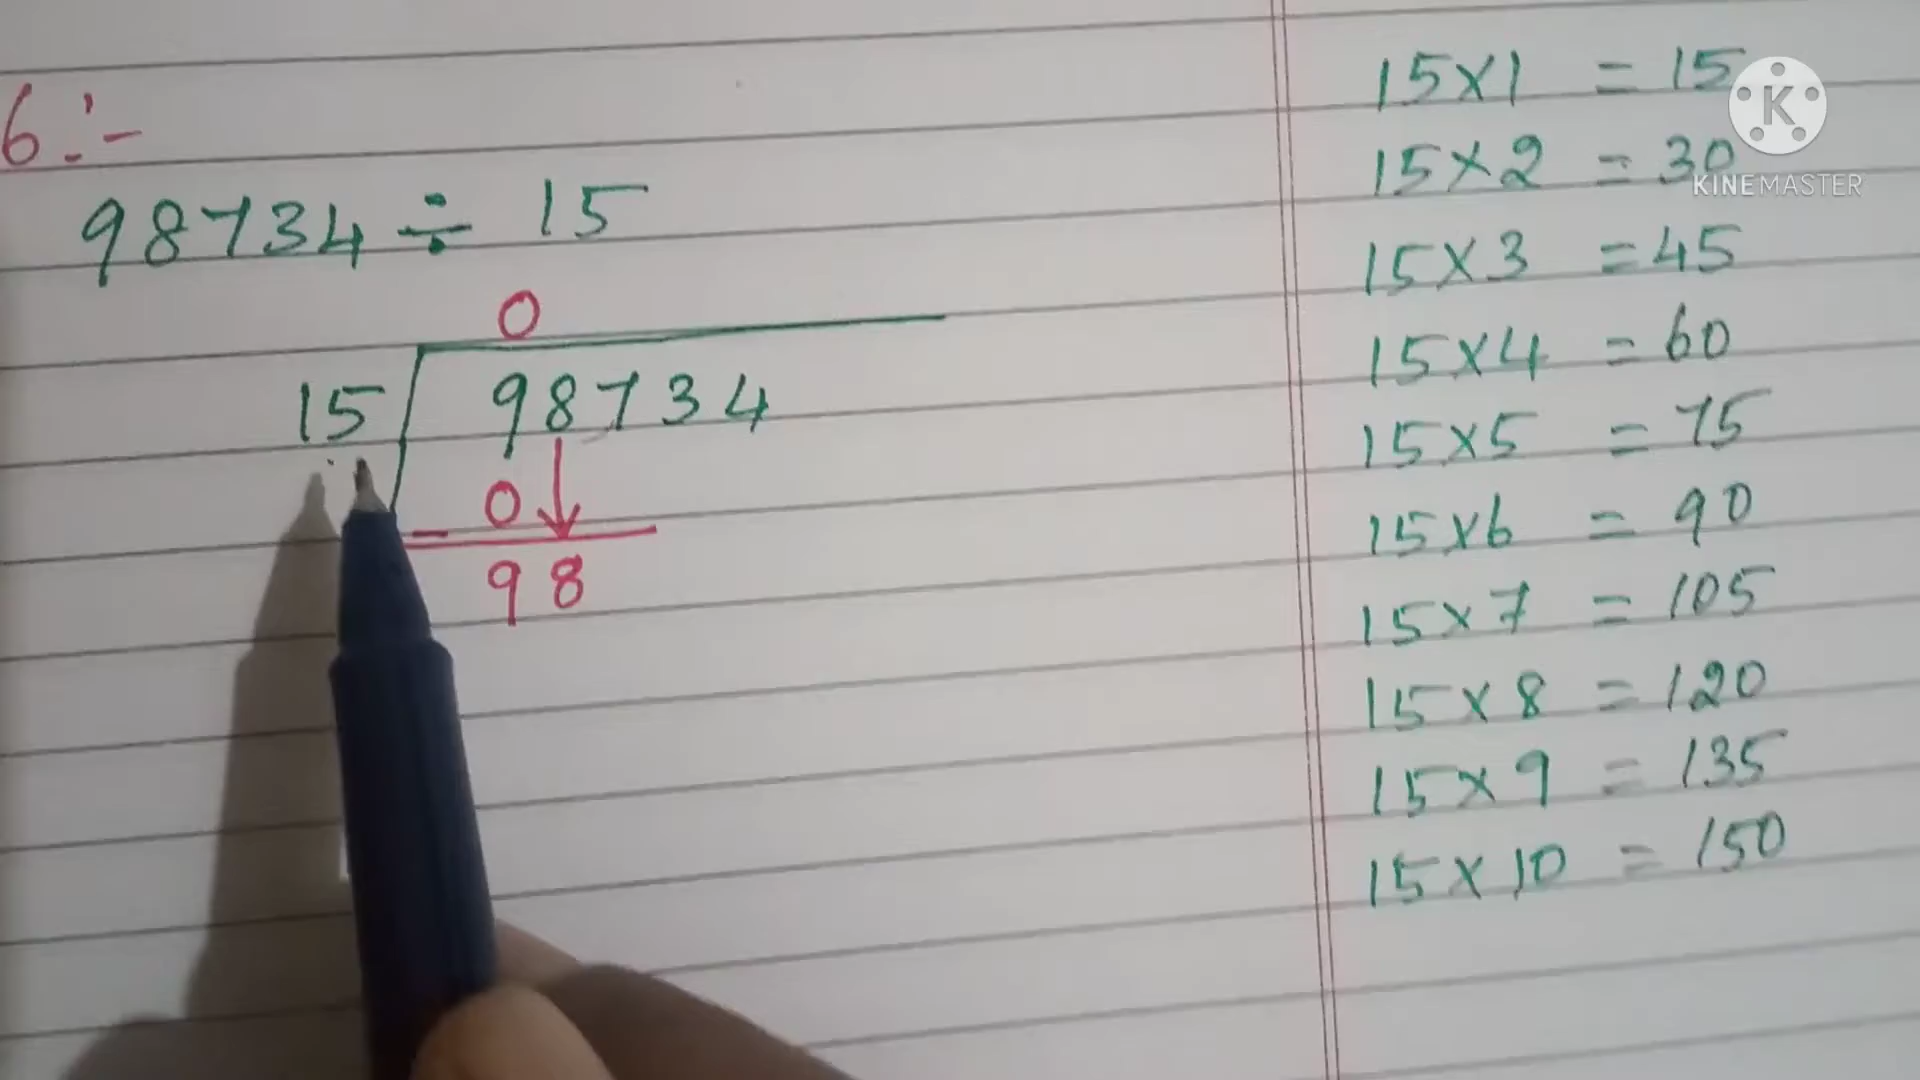 6:-
98734 ÷ 15
0
15 98734
- 0
98
15×1 = 15
15×2 = 30
15×3 = 45
15×4 = 60
15×5 = 75
15×6 = 90
15×7 = 105
15×8 = 120
15×9 = 135
15×10 = 150
K
KINEMASTER